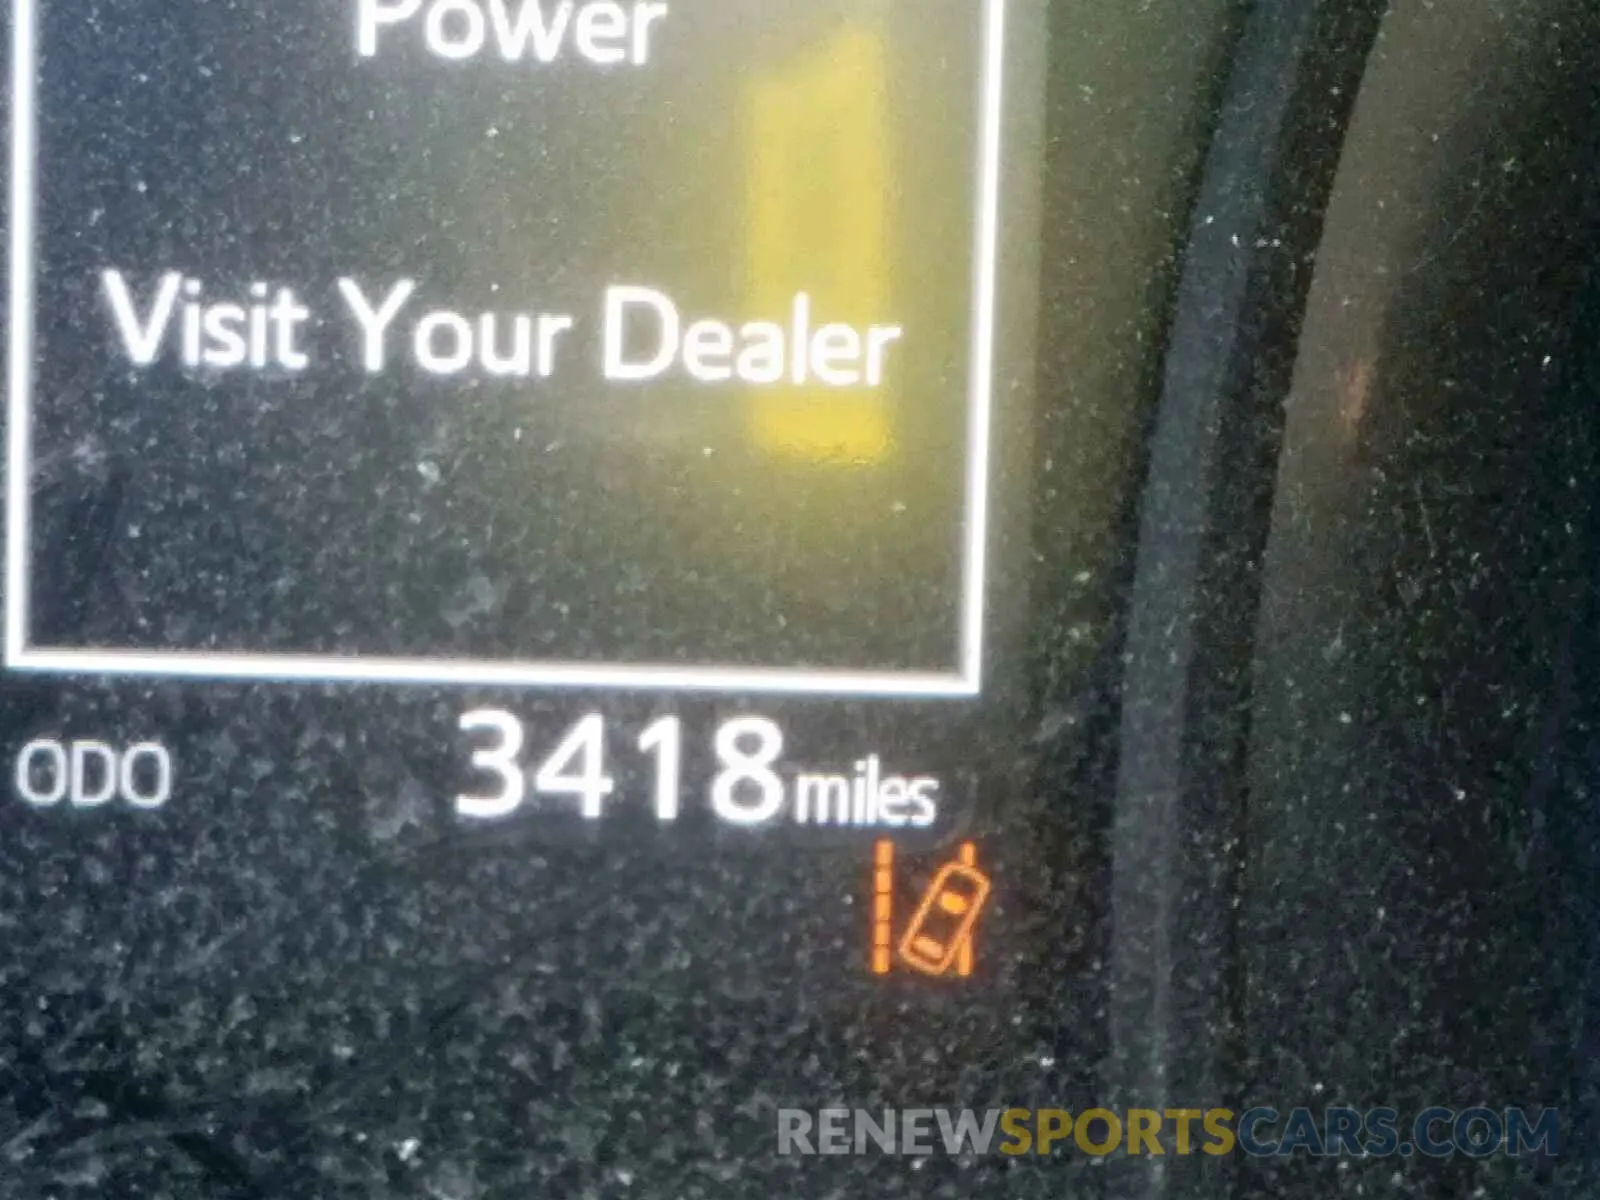 Power
Visit Your Dealer
ODO 3418 miles
RENEWSPORTSCARS.COM